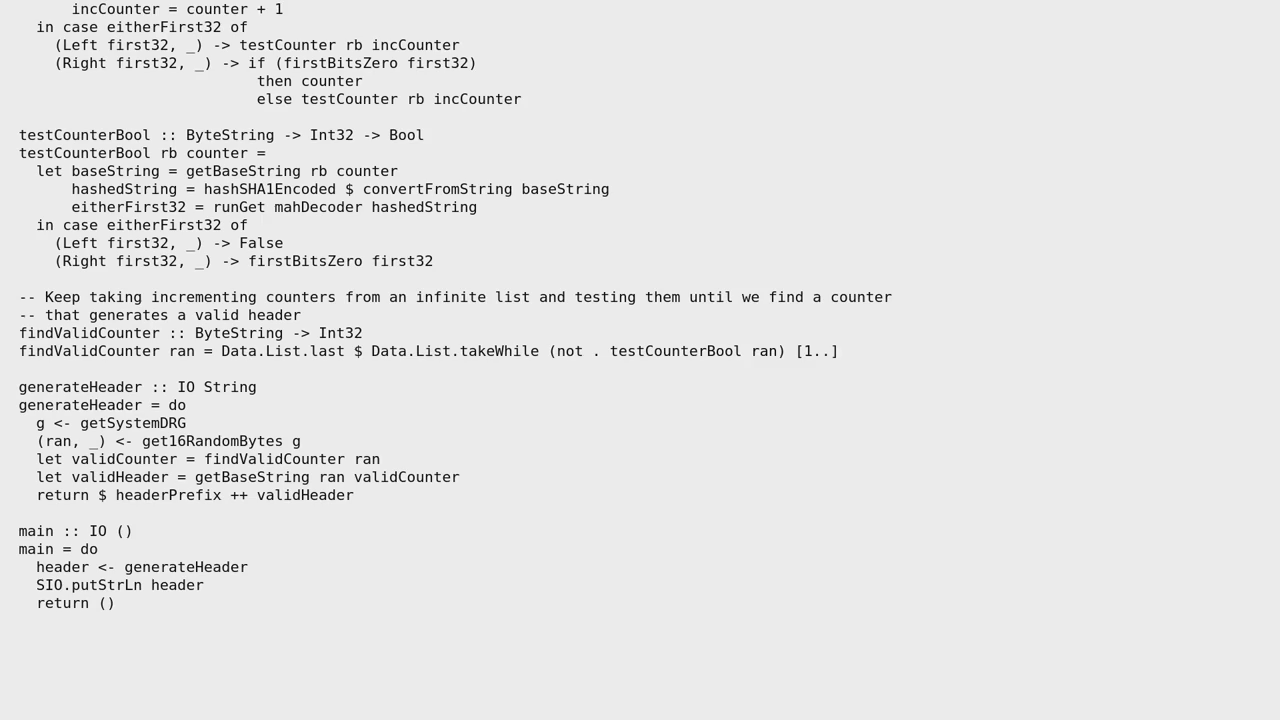 incCounter = counter + 1
in case eitherFirst32 of
(Left first32, _) -> testCounter rb incCounter
(Right first32, _) -> if (firstBitsZero first32)
then counter
else testCounter rb incCounter
testCounterBool :: ByteString -> Int32 -> Bool
testCounterBool rb counter =
let baseString = getBaseString rb counter
hashedString = hashSHA1Encoded $ convertFromString baseString
eitherFirst32 = runGet mahDecoder hashedString
in case eitherFirst32 of
(Left first32, _) -> False
(Right first32, _) -> firstBitsZero first32
-- Keep taking incrementing counters from an infinite list and testing them until we find a counter
-- that generates a valid header
findValidCounter :: ByteString -> Int32
findValidCounter ran = Data.List.last $ Data.List.takeWhile (not . testCounterBool ran) [1..]
generateHeader :: IO String
generateHeader = do
g <- getSystemDRG
(ran, _) <- get16RandomBytes g
let validCounter = findValidCounter ran
let validHeader = getBaseString ran validCounter
return $ headerPrefix ++ validHeader
main :: IO ()
main = do
header <- generateHeader
SIO.putStrLn header
return ()